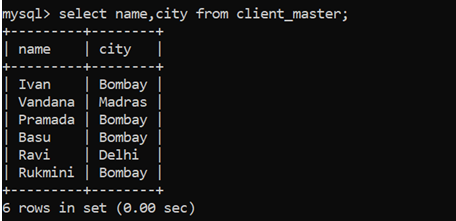 mysql> select name,city from client_master;
+---------+--------+
| name    | city   |
+---------+--------+
| Ivan    | Bombay |
| Vandana | Madras |
| Pramada | Bombay |
| Basu    | Bombay |
| Ravi    | Delhi  |
| Rukmini | Bombay |
+---------+--------+
6 rows in set (0.00 sec)